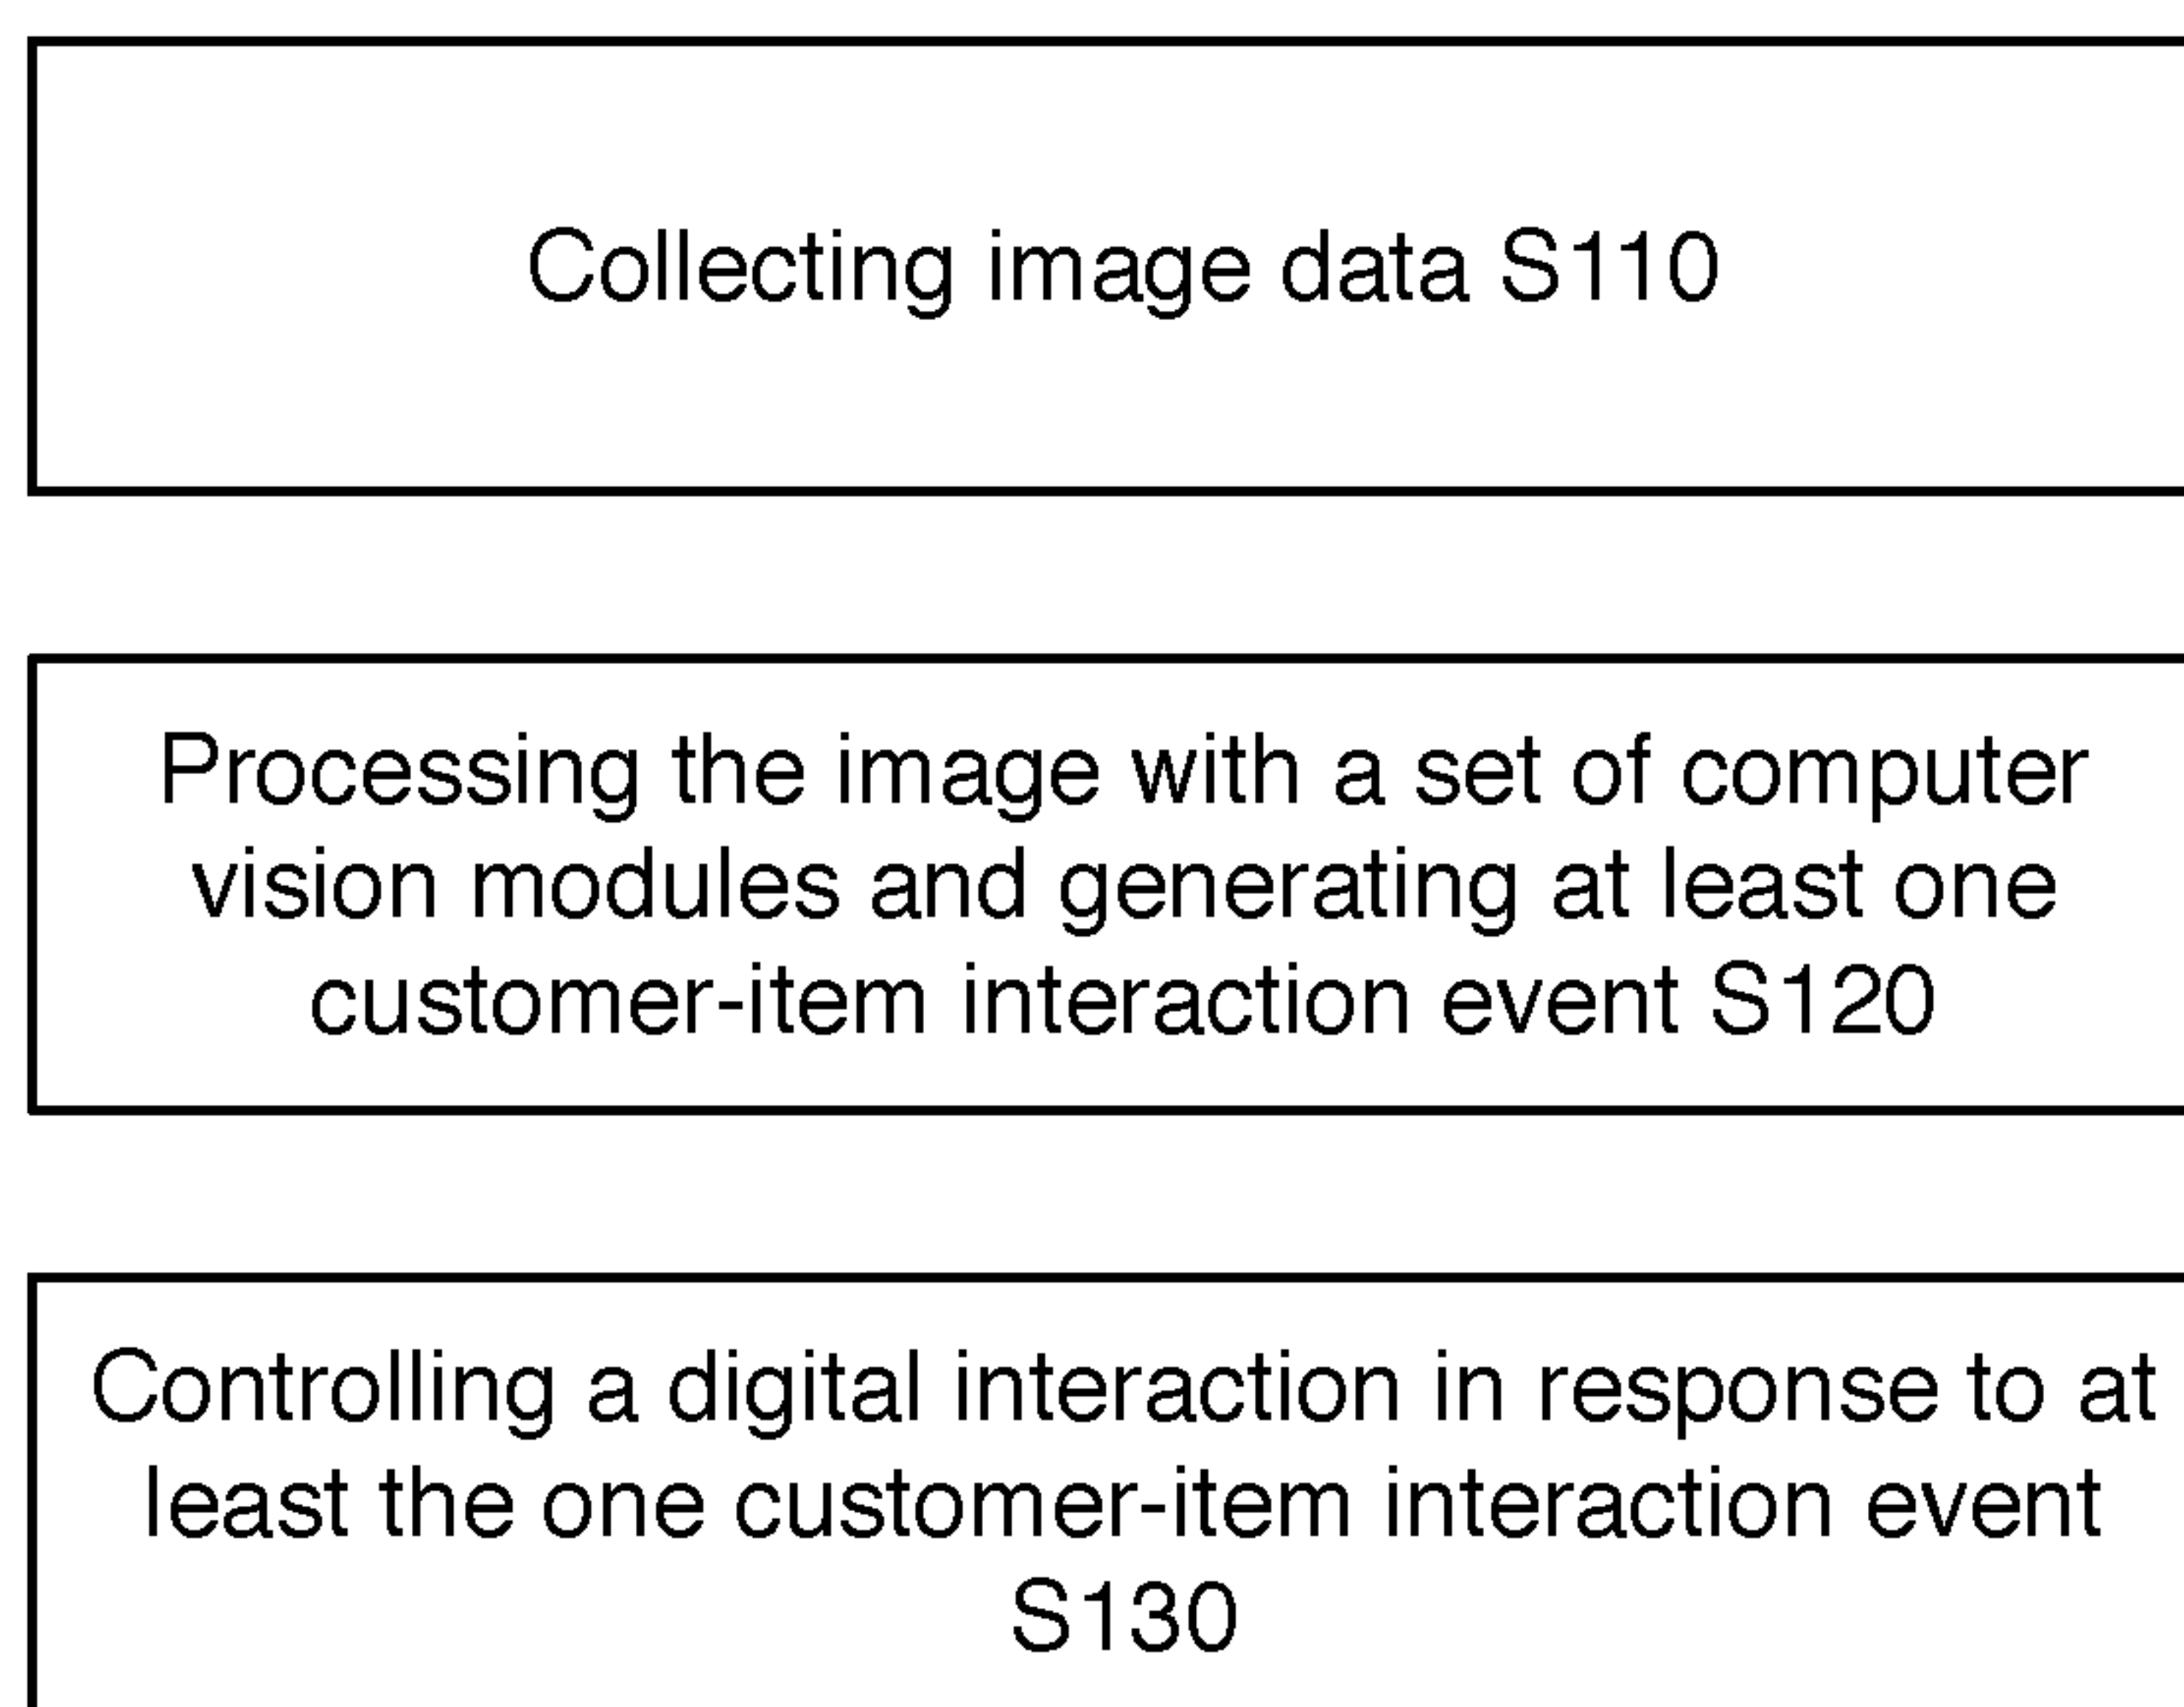 Collecting image data S110
Processing the image with a set of computer
vision modules and generating at least one
customer-item interaction event S120
Controlling a digital interaction in response to at
least the one customer-item interaction event
S130